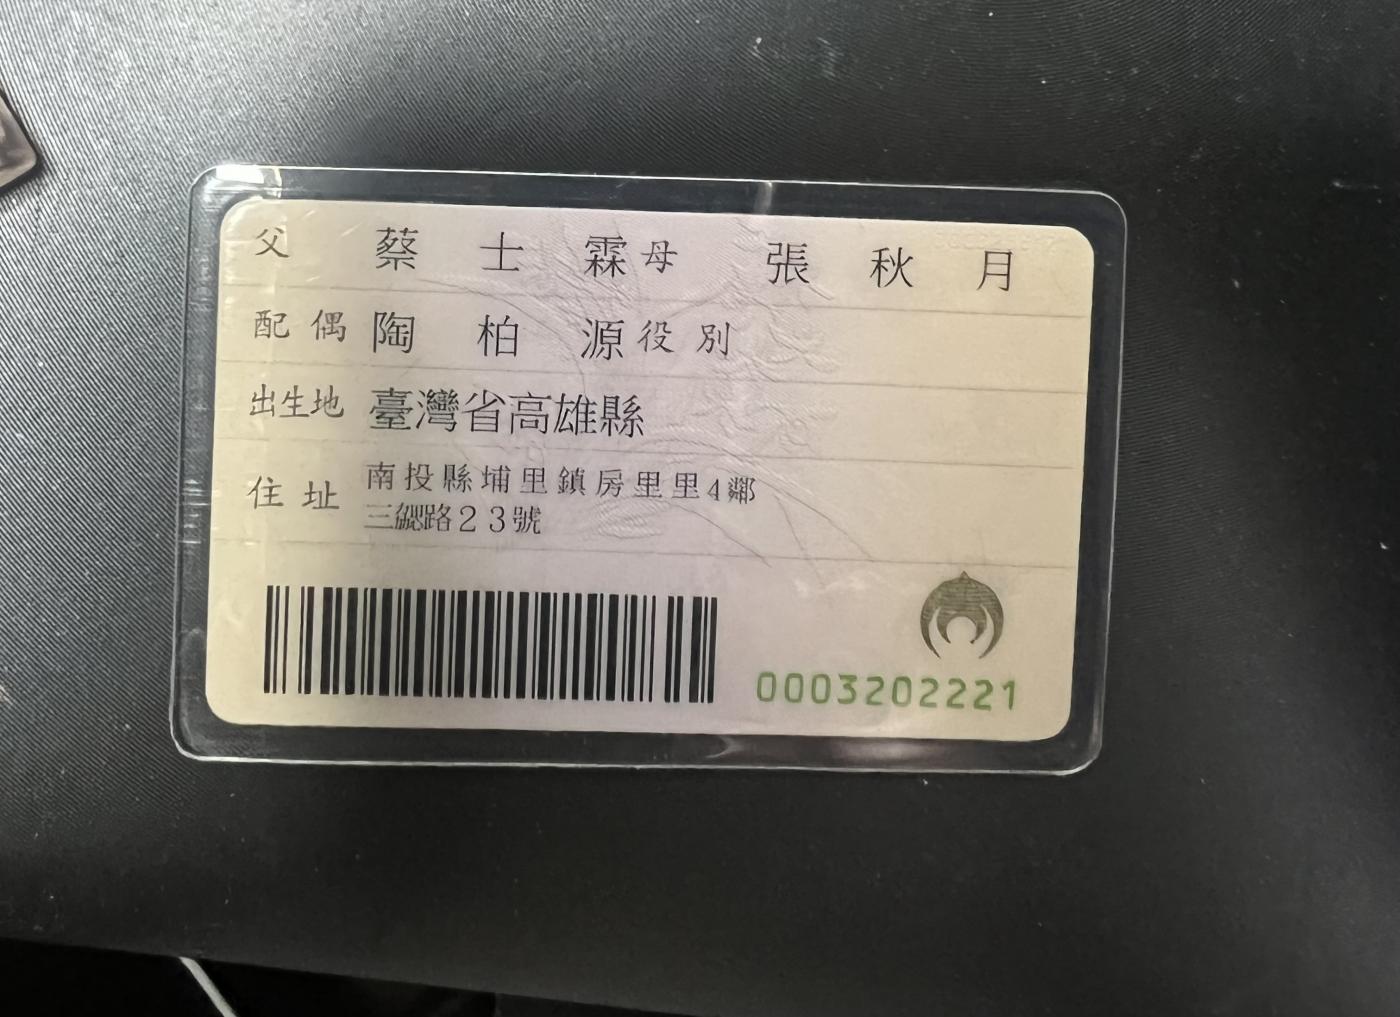 父 蔡士霖 母 張秋月
配偶 陶柏源 役別
出生地 臺灣省高雄縣
住址 南投縣埔里鎮房里里4鄰
三 路23號
0003202221